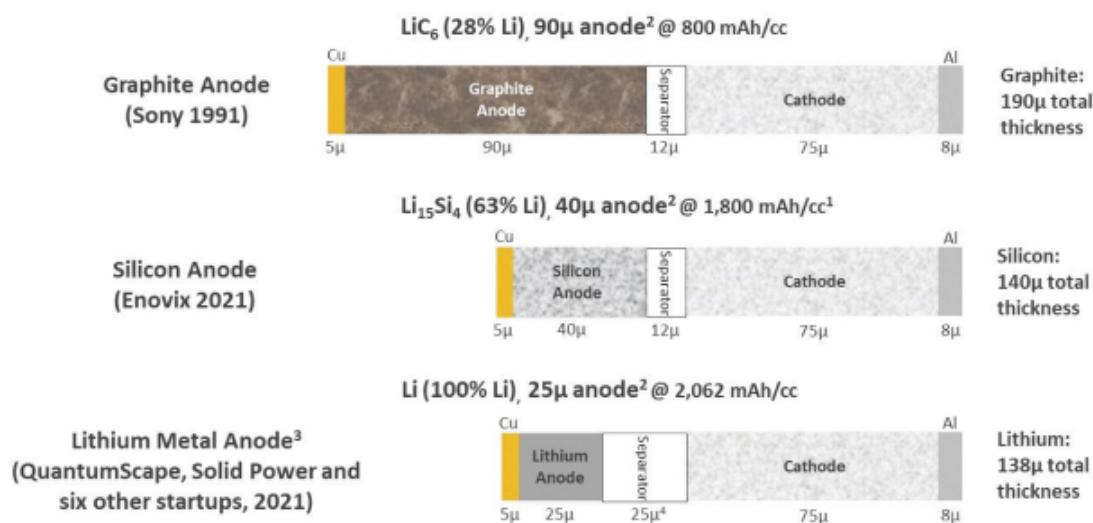 LiC₆ (28% Li), 90μ anode² @ 800 mAh/cc
Cu
Al
Graphite Anode
(Sony 1991)
Graphite
Anode
Separator
Cathode
Graphite:
190μ total
thickness
5μ
90μ
12μ
75μ
8μ
Li₁₅Si₄ (63% Li), 40μ anode² @ 1,800 mAh/cc¹
Cu
Al
Silicon Anode
(Enovix 2021)
Silicon
Anode
Separator
Cathode
Silicon:
140μ total
thickness
5μ
40μ
12μ
75μ
8μ
Li (100% Li), 25μ anode² @ 2,062 mAh/cc
Cu
Al
Lithium Metal Anode³
(QuantumScape, Solid Power and
six other startups, 2021)
Lithium
Anode
Separator
Cathode
Lithium:
138μ total
thickness
5μ
25μ
25μ⁴
75μ
8μ